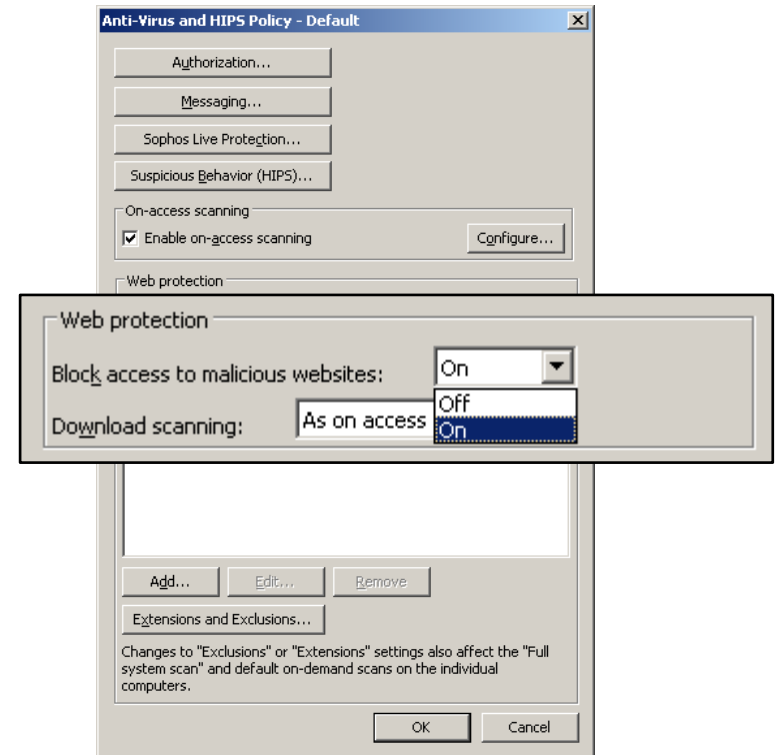 Anti-Virus and HIPS Policy - Default
Authorization...
Messaging...
Sophos Live Protection...
Suspicious Behavior (HIPS)...
On-access scanning
Enable on-access scanning
Configure...
Web protection
Web protection
Block access to malicious websites:
On
Off
Download scanning:
As on access
On
Add...
Edit...
Remove
Extensions and Exclusions...
Changes to "Exclusions" or "Extensions" settings also affect the "Full
system scan" and default on-demand scans on the individual
computers.
OK
Cancel